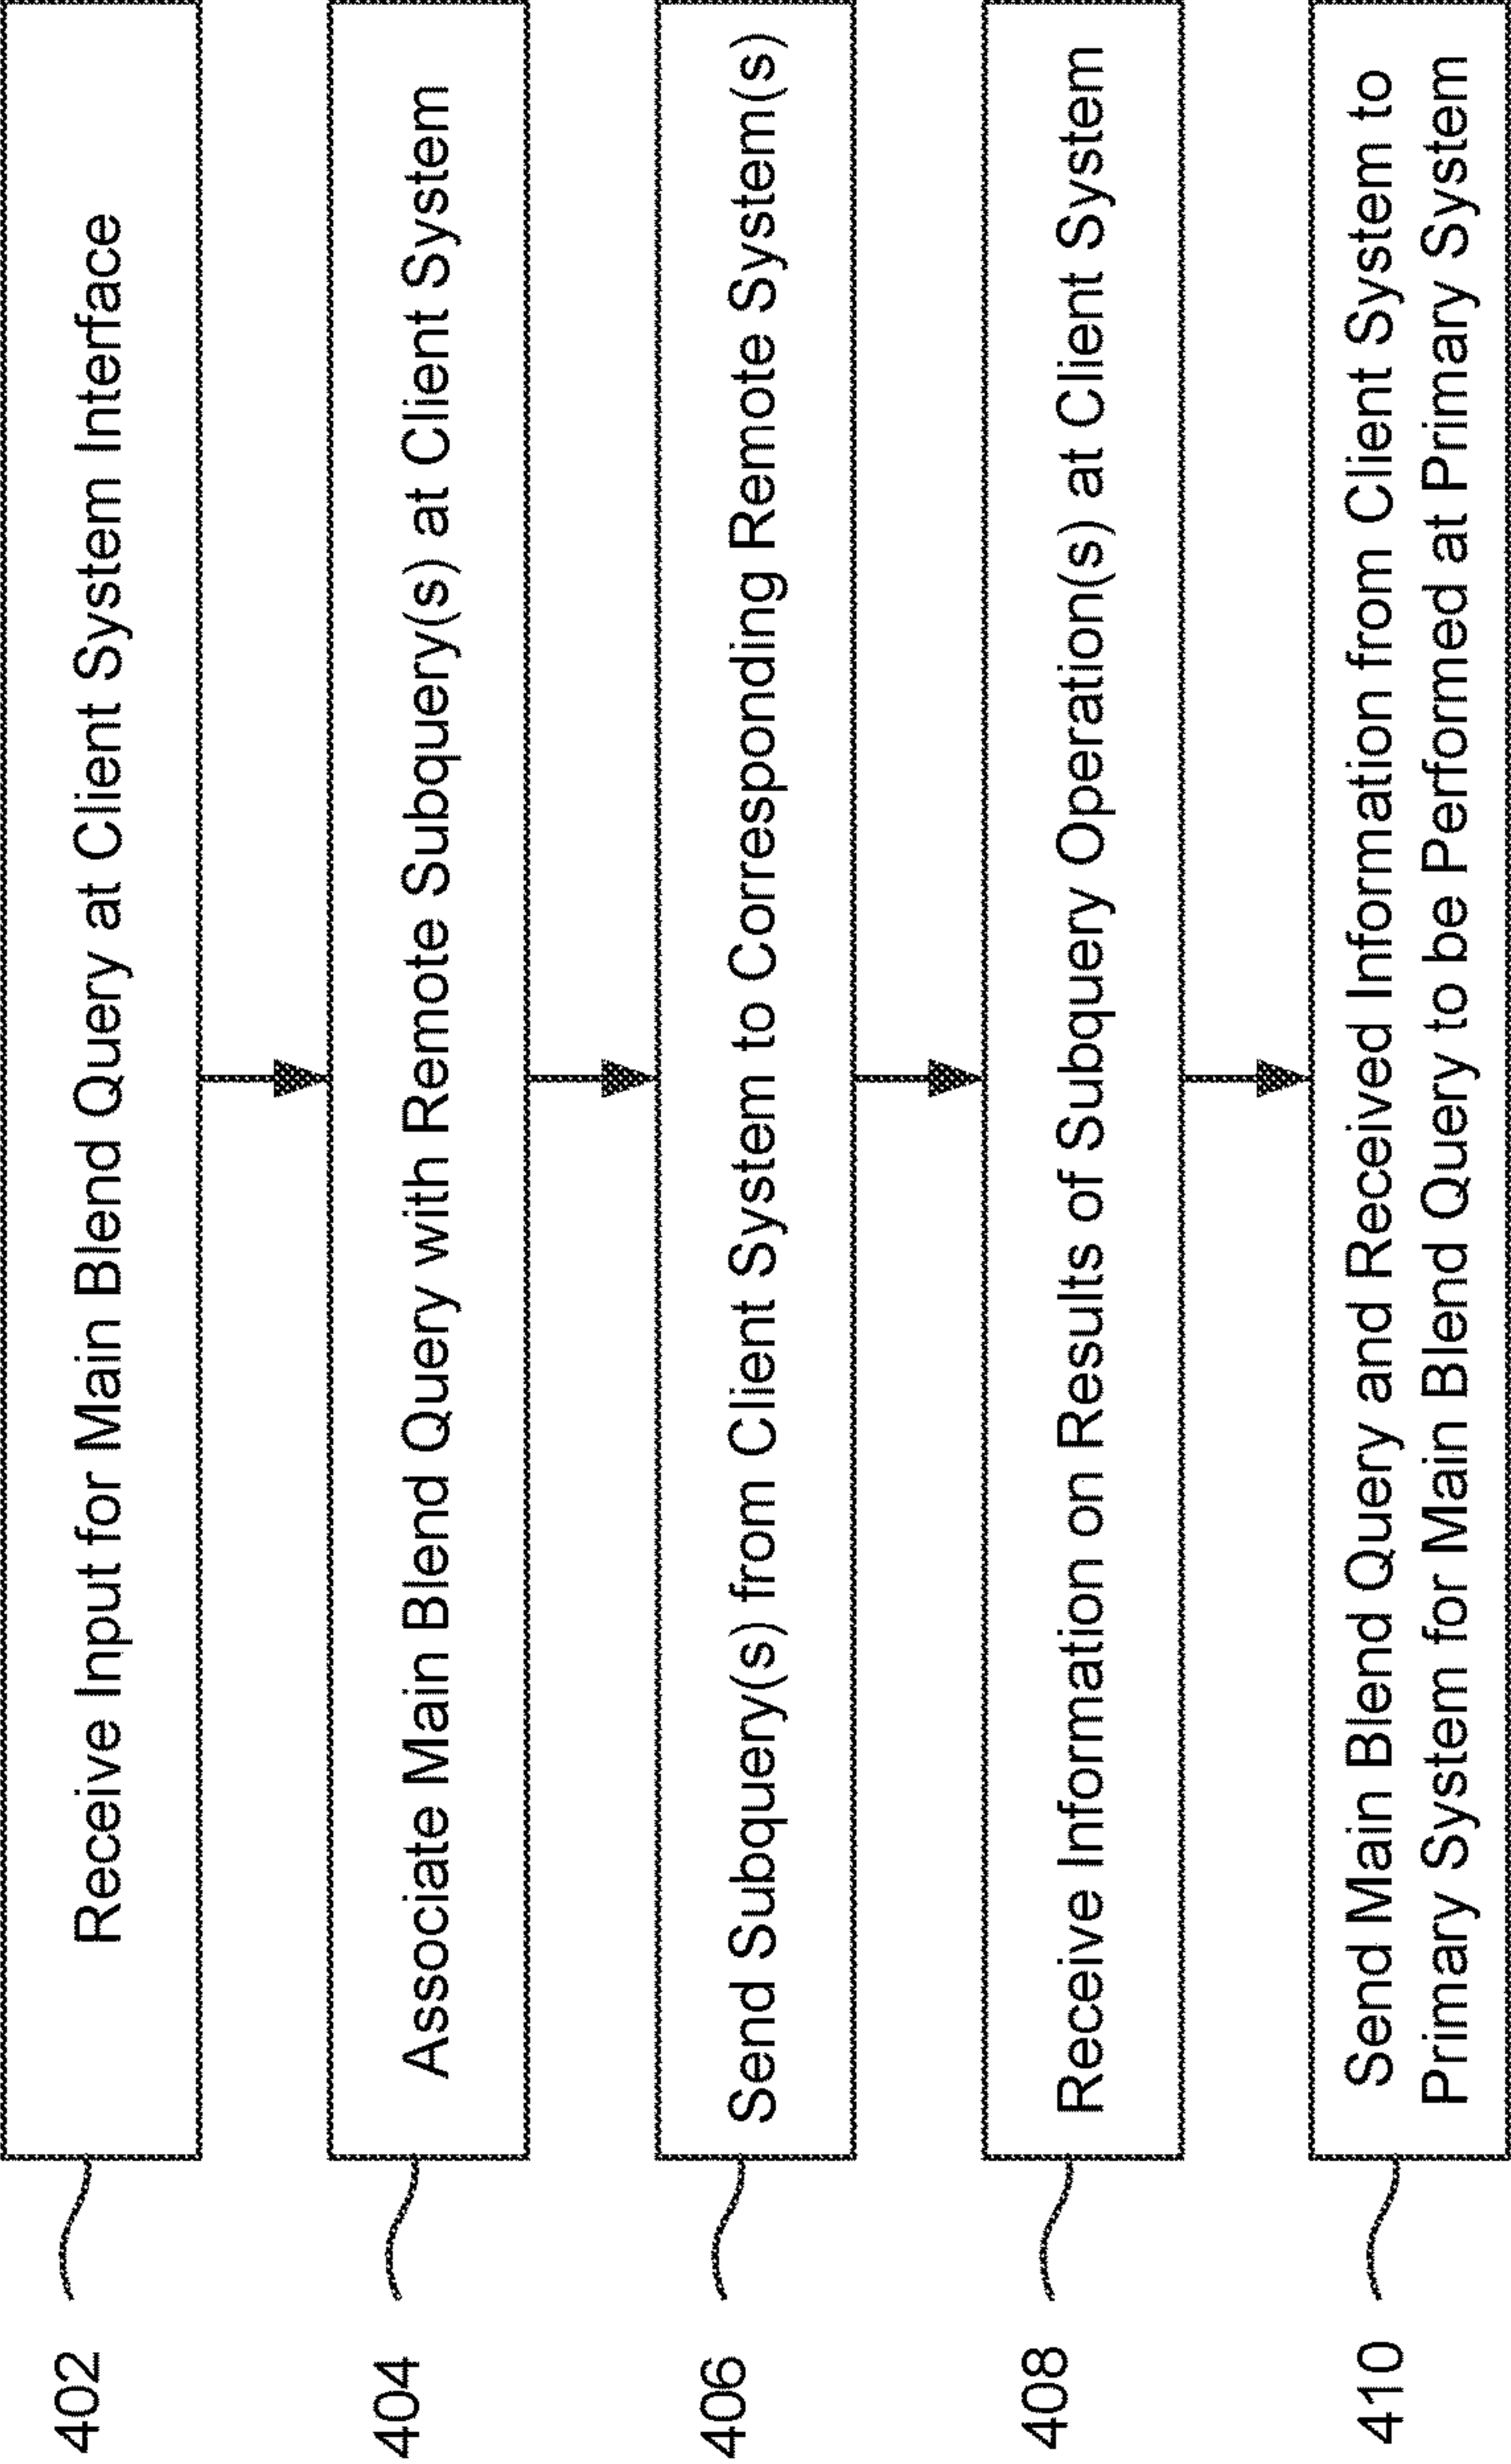 402
Receive Input for Main Blend Query at Client System Interface
404
Associate Main Blend Query with Remote Subquery(s) at Client System
406
Send Subquery(s) from Client System to Corresponding Remote System(s)
408
Receive Information on Results of Subquery Operation(s) at Client System
410
Send Main Blend Query and Received Information from Client System to
Primary System for Main Blend Query to be Performed at Primary System